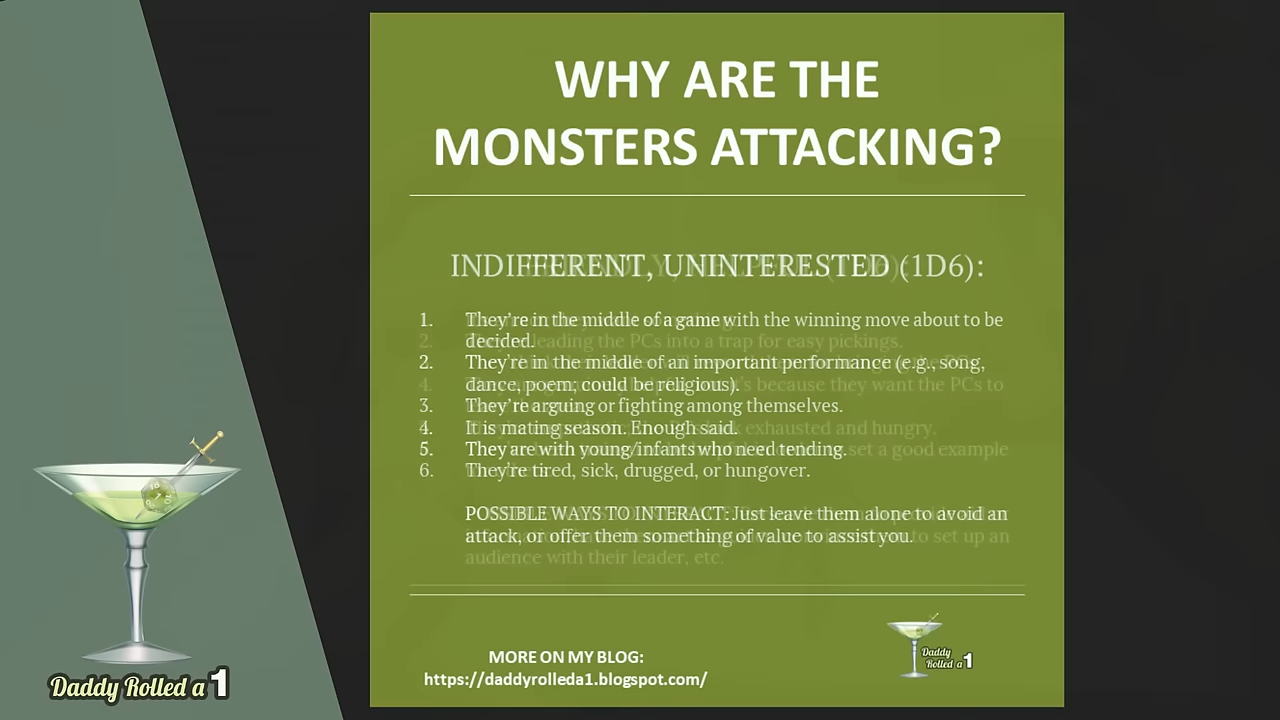 WHY ARE THE
MONSTERS ATTACKING?
INDIFFERENT, UNINTERESTED (1D6):
1. They're in the middle of a game with the winning move about to be
decided.
2. They're in the middle of an important performance (e.g., song,
dance, poem; could be religious).
3. They're arguing or fighting among themselves.
4. It is mating season. Enough said.
5. They are with young/infants who need tending.
6. They're tired, sick, drugged, or hungover.
POSSIBLE WAYS TO INTERACT: Just leave them alone to avoid an
attack, or offer them something of value to assist you.
audience with their leader, etc.
MORE ON MY BLOG:
https://daddyrolleda1.blogspot.com/
Daddy
Rolled a 1
Daddy Rolled a 1